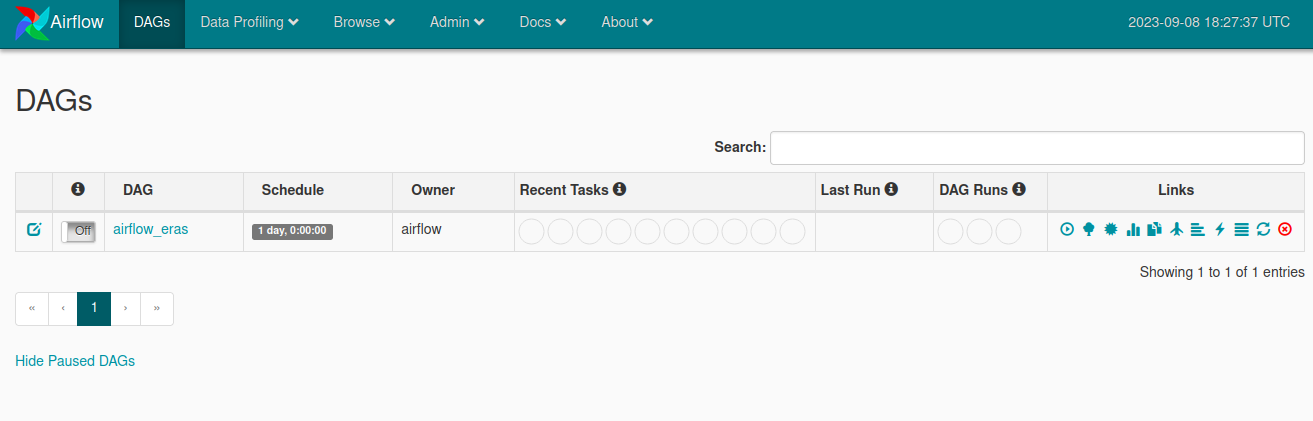 Airflow DAGs Data Profiling Browse Admin Docs About 2023-09-08 18:27:37 UTC
DAGs
Search:
DAG Schedule Owner Recent Tasks Last Run DAG Runs Links
Off airflow_eras 1 day, 0:00:00 airflow
Showing 1 to 1 of 1 entries
« ‹ 1 › »
Hide Paused DAGs